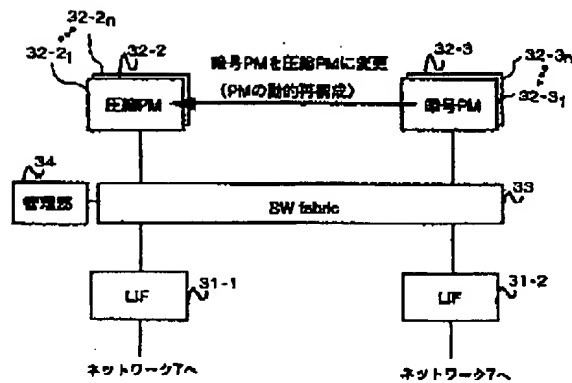 32-2n
32-2
32-21
圧縮PM
暗号PMを圧縮PMに変更
(PMの動的再構成)
32-3
32-3n
32-31
暗号PM
34
管理器
33
SW fabric
31-1
LIF
31-2
LIF
ネットワーク7へ
ネットワーク7へ